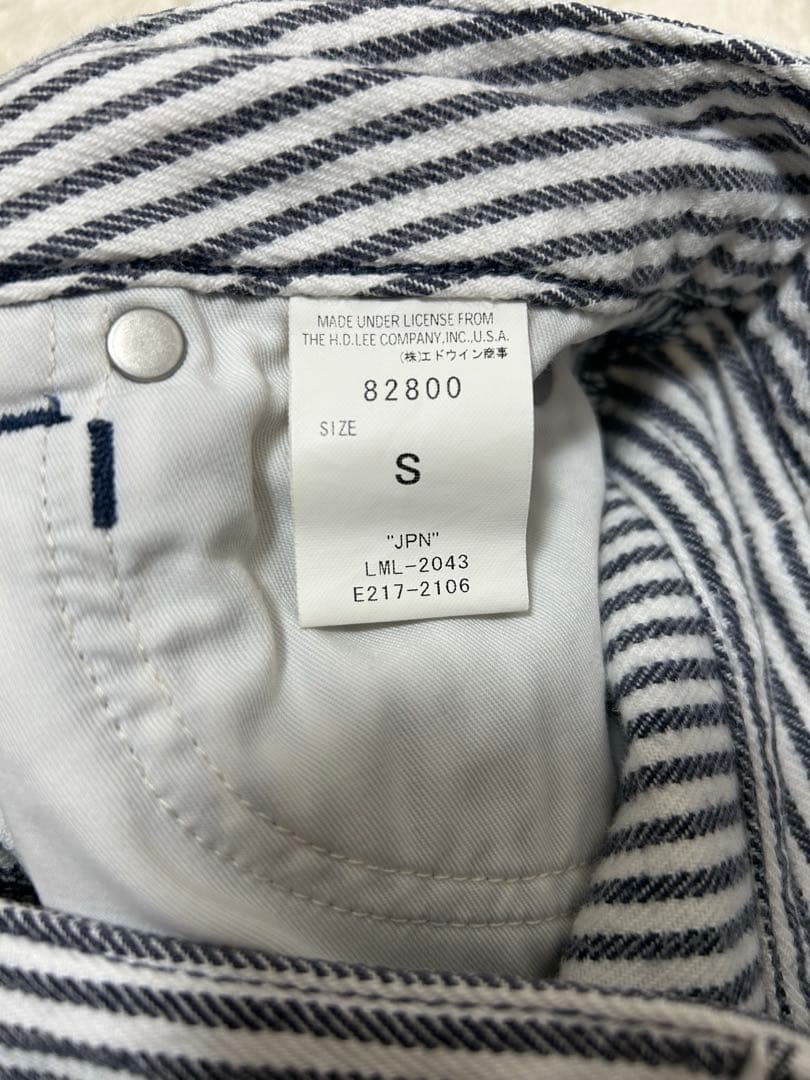 MADE UNDER LICENSE FROM
THE H.D.LEE COMPANY,INC.,U.S.A.
(株)エドウイン商事
82800
SIZE
S
"JPN"
LML-2043
E217-2106